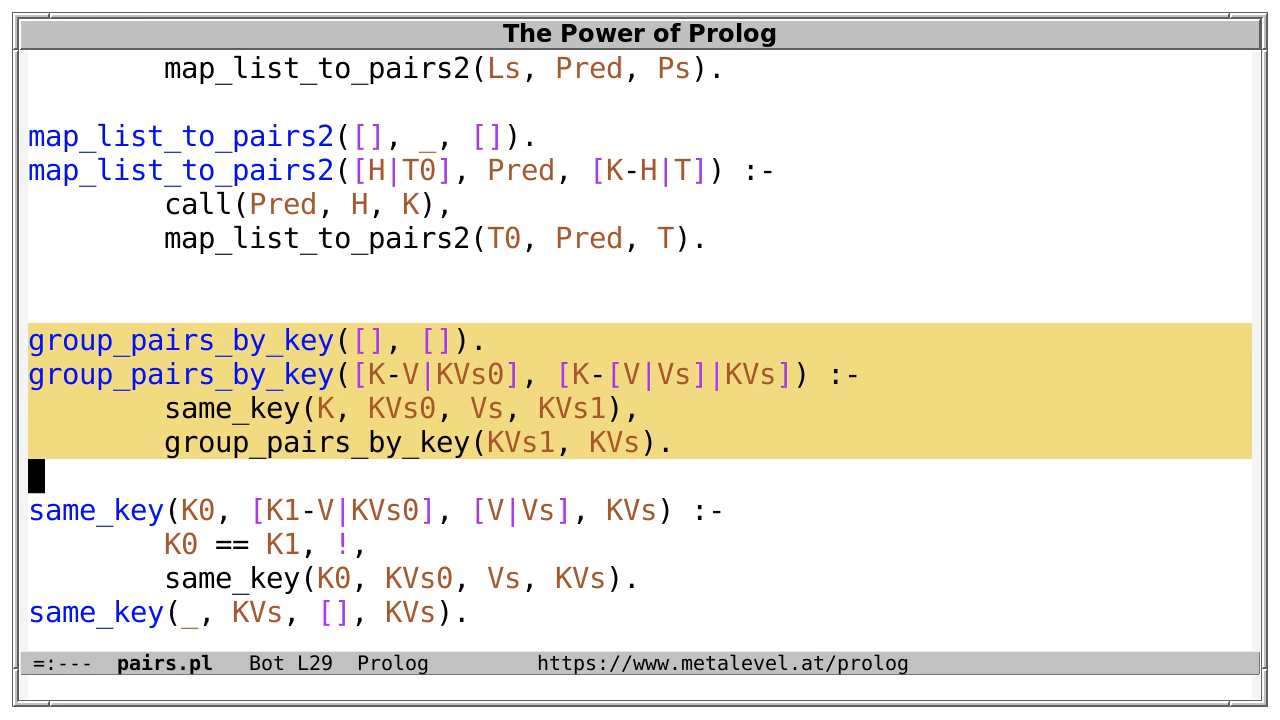 The Power of Prolog
        map_list_to_pairs2(Ls, Pred, Ps).
map_list_to_pairs2([], _, []).
map_list_to_pairs2([H|T0], Pred, [K-H|T]) :-
        call(Pred, H, K),
        map_list_to_pairs2(T0, Pred, T).
group_pairs_by_key([], []).
group_pairs_by_key([K-V|KVs0], [K-[V|Vs]|KVs]) :-
        same_key(K, KVs0, Vs, KVs1),
        group_pairs_by_key(KVs1, KVs).
same_key(K0, [K1-V|KVs0], [V|Vs], KVs) :-
        K0 == K1, !,
        same_key(K0, KVs0, Vs, KVs).
same_key(_, KVs, [], KVs).
=:---  pairs.pl   Bot L29  Prolog         https://www.metalevel.at/prolog